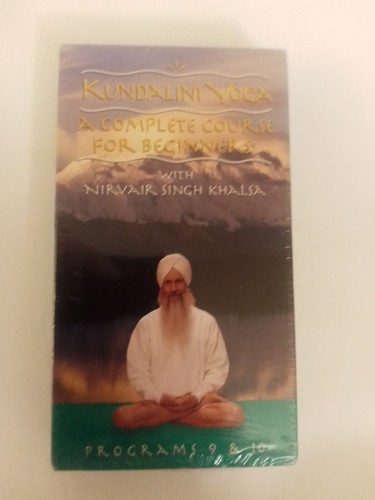 KUNDALINI YOGA
A COMPLETE COURSE
FOR BEGINNERS
WITH
NIRVAIR SINGH KHALSA
PROGRAMS 9 & 10